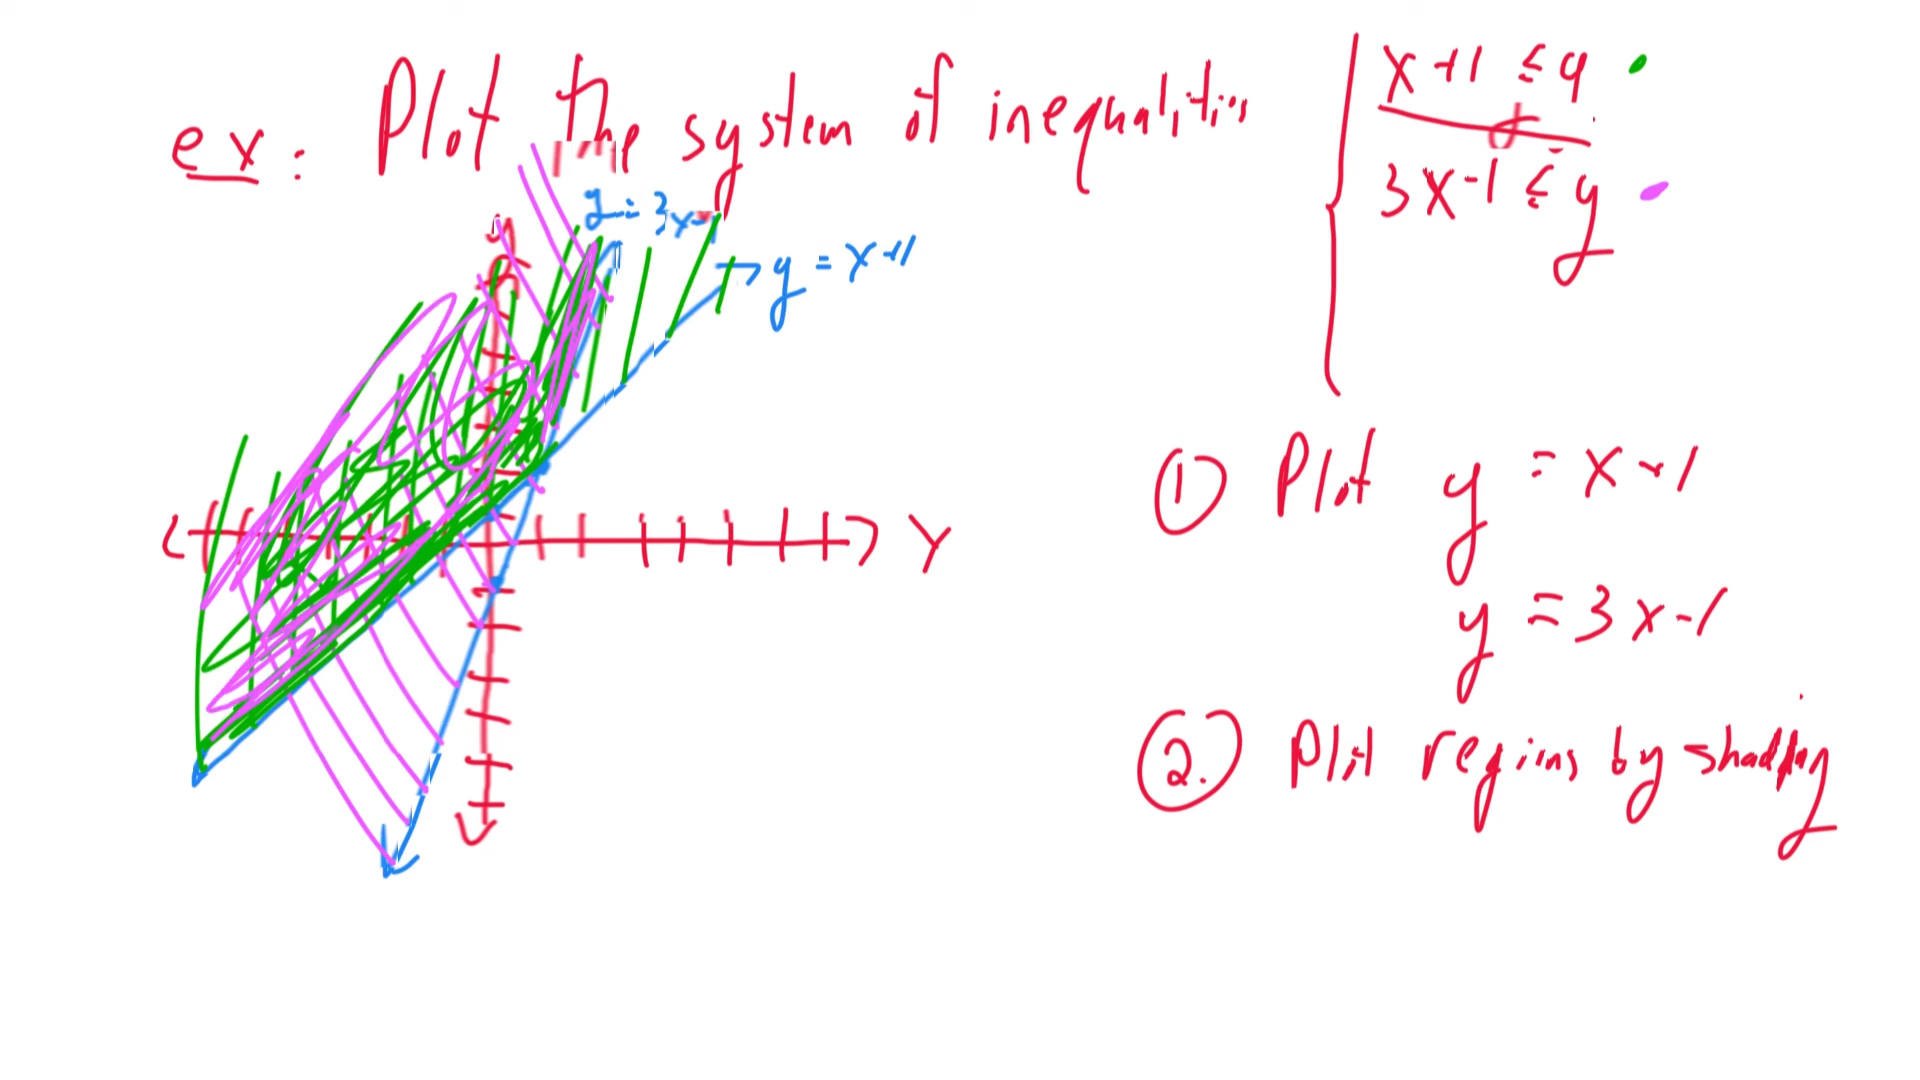 ex: Plot the system of inequalities
x+1 ≤ y
3x-1 ≤ y
y = 3x-1
y = x+1
y
x
① Plot y = x+1
y = 3x-1
② Plot regions by shading